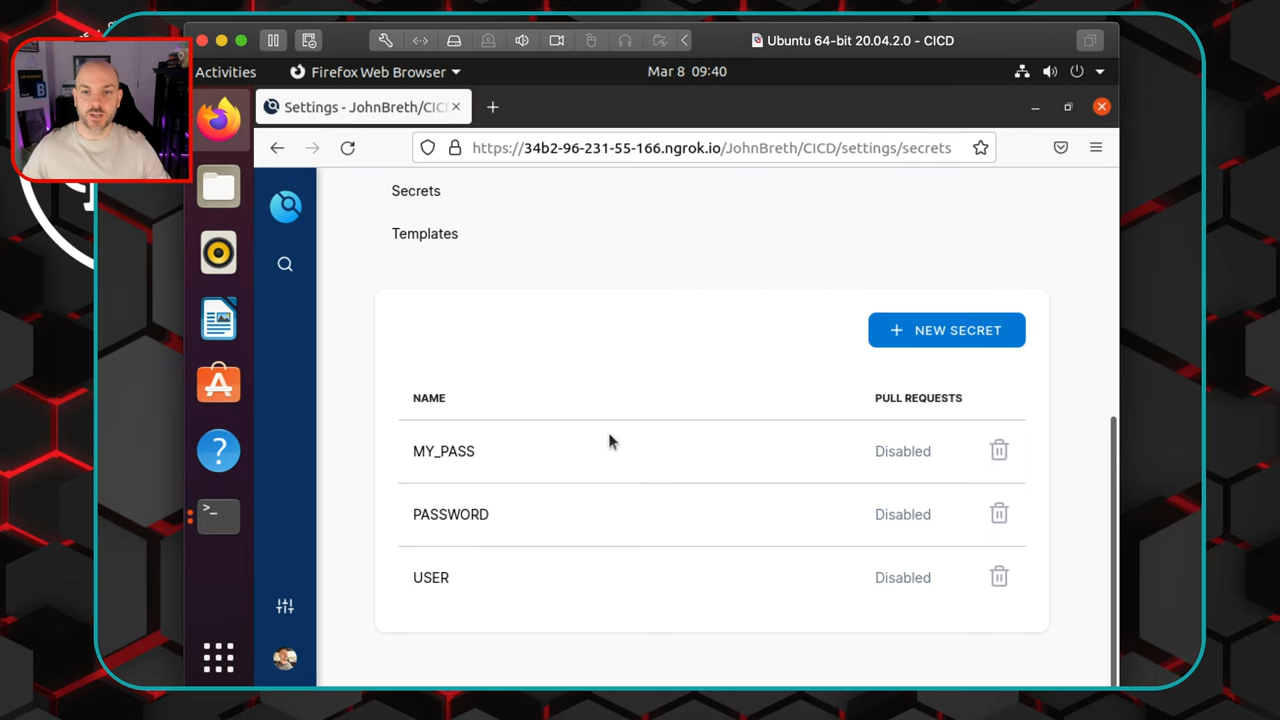 Ubuntu 64-bit 20.04.2.0 - CICD
Activities
Firefox Web Browser
Mar 8 09:40
Settings - JohnBreth/CICD
https://34b2-96-231-55-166.ngrok.io/JohnBreth/CICD/settings/secrets
Secrets
Templates
+ NEW SECRET
NAME
PULL REQUESTS
MY_PASS
Disabled
PASSWORD
Disabled
USER
Disabled